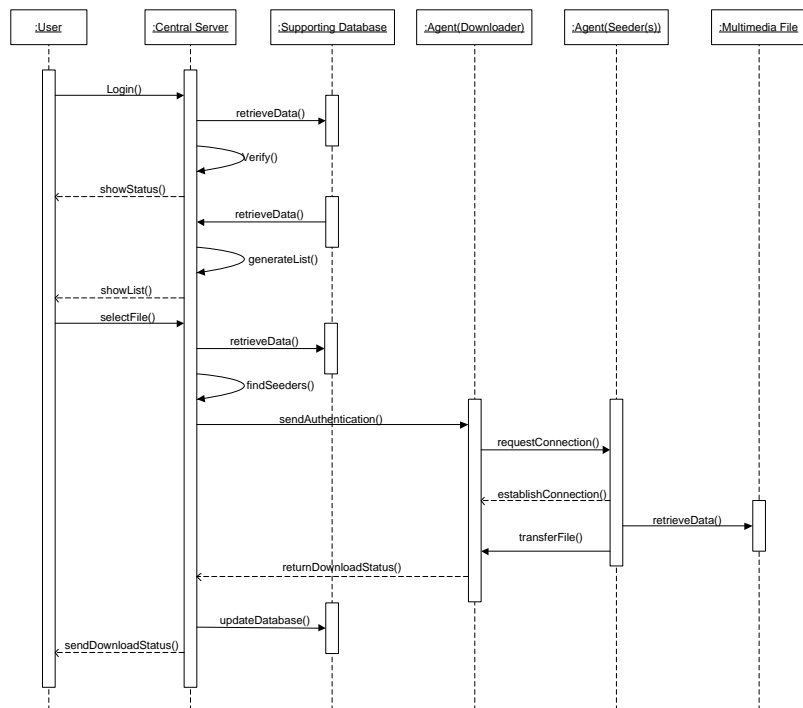 :User
:Central Server
:Supporting Database
:Agent(Downloader)
:Agent(Seeder(s))
:Multimedia File
Login()
retrieveData()
Verify()
showStatus()
retrieveData()
generateList()
showList()
selectFile()
retrieveData()
findSeeders()
sendAuthentication()
requestConnection()
establishConnection()
retrieveData()
transferFile()
returnDownloadStatus()
updateDatabase()
sendDownloadStatus()